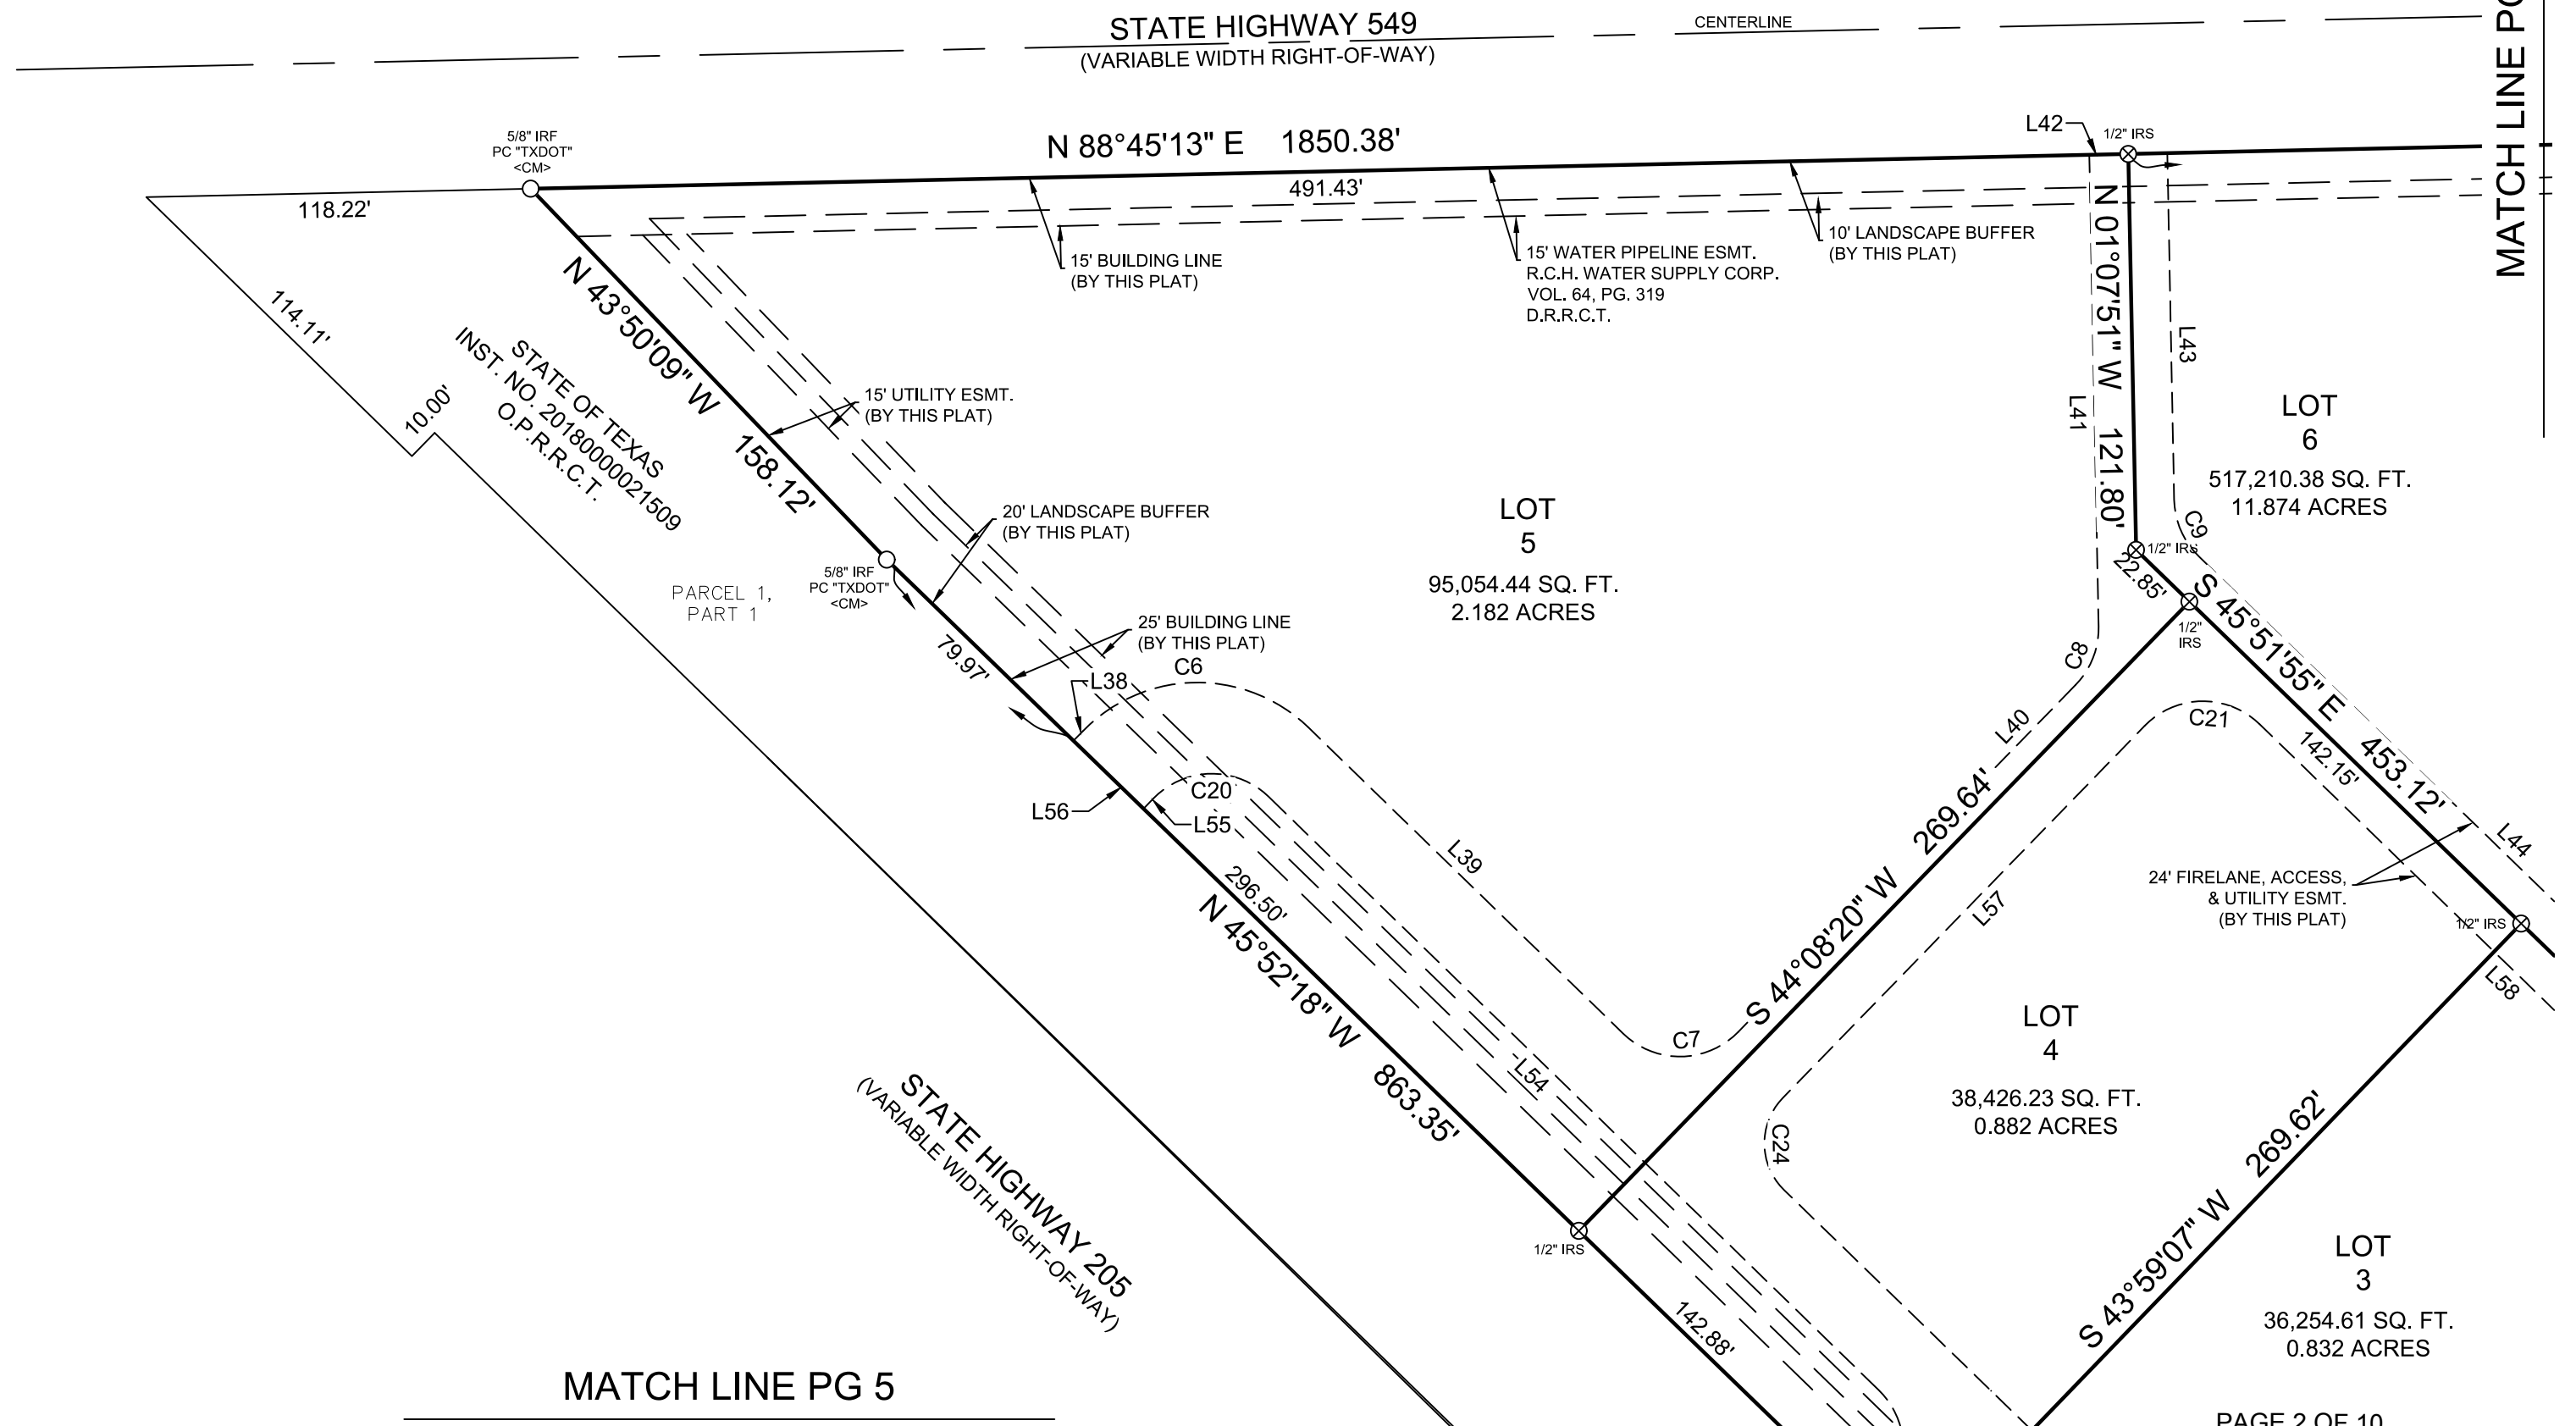 STATE HIGHWAY 549
(VARIABLE WIDTH RIGHT-OF-WAY)
CENTERLINE
5/8" IRF
PC "TXDOT"
<CM>
N 88°45'13" E 1850.38'
L42
1/2" IRS
118.22'
491.43'
15' BUILDING LINE
(BY THIS PLAT)
15' WATER PIPELINE ESMT.
R.C.H. WATER SUPPLY CORP.
VOL. 64, PG. 319
D.R.R.C.T.
10' LANDSCAPE BUFFER
(BY THIS PLAT)
N 01°07'51" W 121.80'
L41
L43
114.11'
10.00'
STATE OF TEXAS
INST. NO. 20180000021509
O.P.R.R.C.T.
N 43°50'09" W 158.12'
15' UTILITY ESMT.
(BY THIS PLAT)
20' LANDSCAPE BUFFER
(BY THIS PLAT)
25' BUILDING LINE
(BY THIS PLAT)
PARCEL 1,
PART 1
5/8" IRF
PC "TXDOT"
<CM>
79.97'
LOT
5
95,054.44 SQ. FT.
2.182 ACRES
LOT
6
517,210.38 SQ. FT.
11.874 ACRES
C9
1/2" IRS
22.85'
1/2"
IRS
S 45°51'55" E 453.12'
142.15'
L38
C6
C8
L40
C21
L56
C20
L55
L39
296.50'
N 45°52'18" W 863.35'
S 44°08'20" W 269.64'
L57
24' FIRELANE, ACCESS,
& UTILITY ESMT.
(BY THIS PLAT)
L44
1/2" IRS
L58
C7
L54
C24
LOT
4
38,426.23 SQ. FT.
0.882 ACRES
S 43°59'07" W 269.62'
STATE HIGHWAY 205
(VARIABLE WIDTH RIGHT-OF-WAY)
1/2" IRS
142.88'
LOT
3
36,254.61 SQ. FT.
0.832 ACRES
MATCH LINE PG 5
PAGE 2 OF 10
MATCH LINE